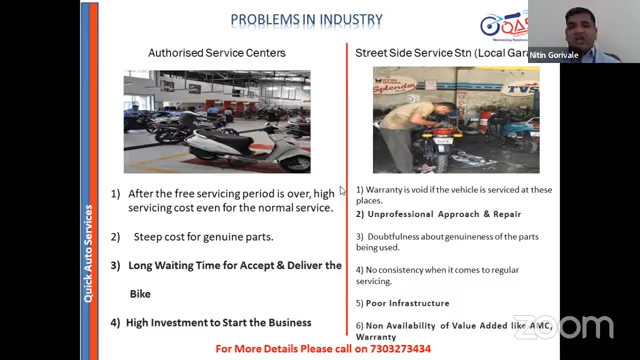 PROBLEMS IN INDUSTRY
Nitin Gorivale
Authorised Service Centers
Street Side Service Stn (Local
Splendor
TVS
1) After the free servicing period is over, high
servicing cost even for the normal service.
2) Steep cost for genuine parts.
3) Long Waiting Time for Accept & Deliver the
Bike
4) High Investment to Start the Business
1) Warranty is void if the vehicle is serviced at these
places.
2) Unprofessional Approach & Repair
3) Doubtfulness about genuineness of the parts
being used.
4) No consistency when it comes to regular
servicing.
5) Poor Infrastructure
6) Non Availability of Value Added like AMC,
Warranty
Quick Auto Services
For More Details Please call on 7303273434
zoom